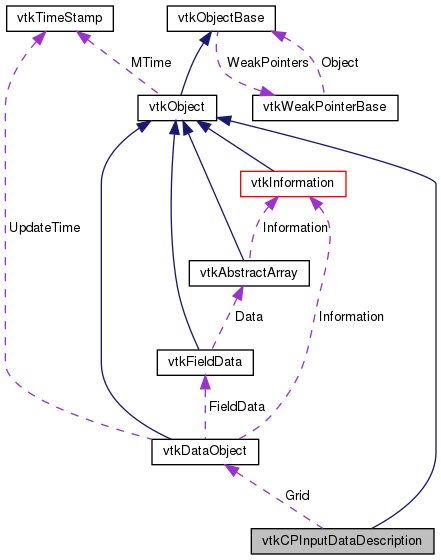 vtkTimeStamp
vtkObjectBase
MTime
WeakPointers
Object
vtkObject
vtkWeakPointerBase
vtkInformation
UpdateTime
Information
vtkAbstractArray
Data
Information
vtkFieldData
FieldData
vtkDataObject
Grid
vtkCPInputDataDescription